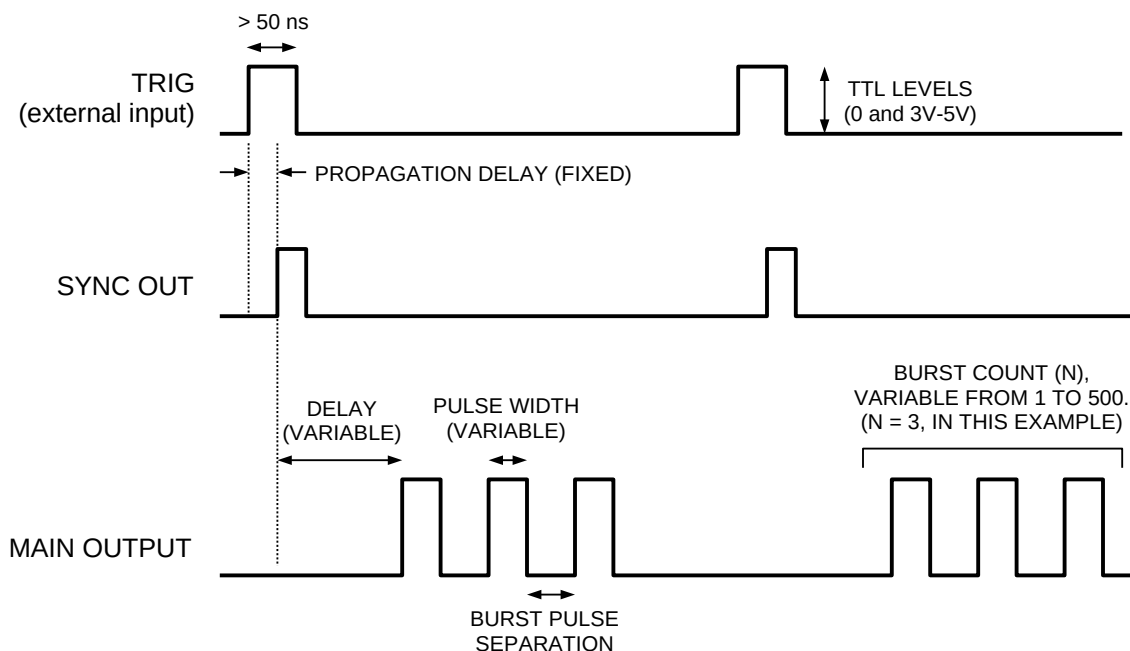 > 50 ns
TRIG
(external input)
TTL LEVELS
(0 and 3V-5V)
PROPAGATION DELAY (FIXED)
SYNC OUT
BURST COUNT (N),
VARIABLE FROM 1 TO 500.
(N = 3, IN THIS EXAMPLE)
DELAY
(VARIABLE)
PULSE WIDTH
(VARIABLE)
MAIN OUTPUT
BURST PULSE
SEPARATION